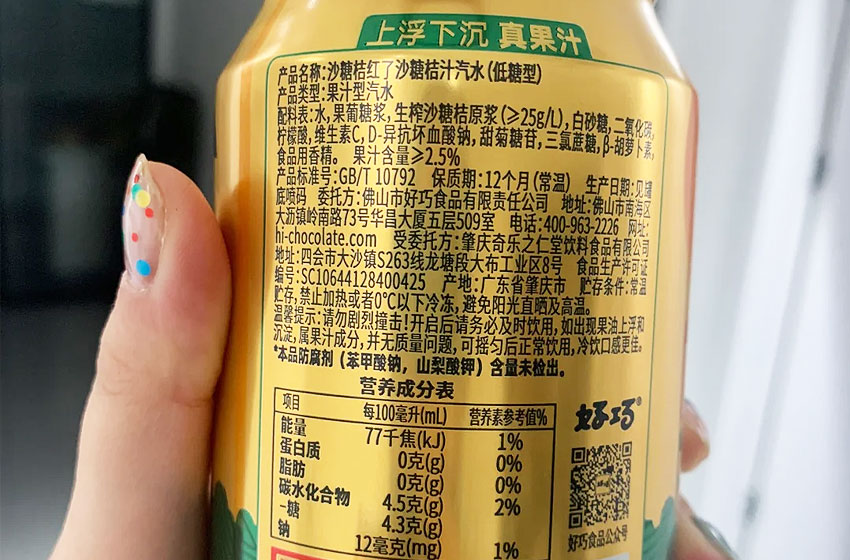 上浮下沉 真果汁
产品名称:沙糖桔红了沙糖桔汁汽水(低糖型)
产品类型:果汁型汽水
配料表:水,果葡糖浆,生榨沙糖桔原浆(≥25g/L),白砂糖,二氧化碳,
柠檬酸,维生素C,D-异抗坏血酸钠,甜菊糖苷,三氯蔗糖,β-胡萝卜素,
食品用香精。 果汁含量≥2.5%
产品标准号:GB/T 10792 保质期:12个月(常温) 生产日期:见罐
底喷码 委托方:佛山市好巧食品有限责任公司 地址:佛山市南海区
大沥镇岭南路73号华昌大厦五层509室 电话:400-963-2226 网址:
hi-chocolate.com 受委托方:肇庆奇乐之仁堂饮料食品有限公司
地址:四会市大沙镇S263线龙塘段大布工业区8号 食品生产许可证
编号:SC10644128400425 产地:广东省肇庆市 贮存条件:常温
贮存,禁止加热或者0°C以下冷冻,避免阳光直晒及高温。
温馨提示:请勿剧烈撞击!开启后请务必及时饮用,如出现果油上浮和
沉淀,属果汁成分,并无质量问题,可摇匀后正常饮用,冷饮口感更佳。
*本品防腐剂(苯甲酸钠,山梨酸钾)含量未检出。
营养成分表
项目 每100毫升(mL) 营养素参考值%
能量 77千焦(kJ) 1%
蛋白质 0克(g) 0%
脂肪 0克(g) 0%
碳水化合物 4.5克(g) 2%
-糖 4.3克(g)
钠 12毫克(mg) 1%
好巧®
好巧食品公众号